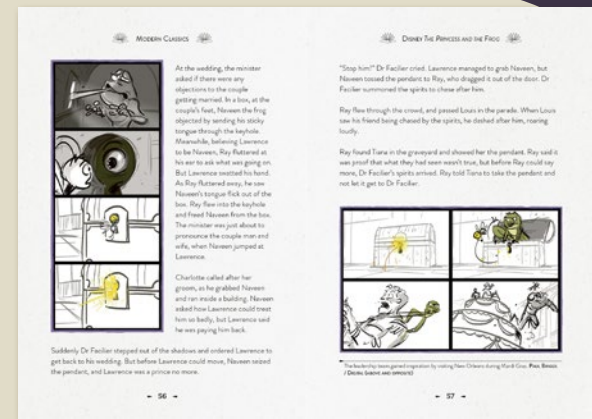 MODERN CLASSICS
At the wedding, the minister
asked if there were any
objections to the couple
getting married. In a box, at the
couple's feet, Naveen the frog
objected by sending his sticky
tongue through the keyhole.
Meanwhile, believing Lawrence
to be Naveen, Ray fluttered at
his ear to ask what was going on.
But Lawrence swatted his hand.
As Ray fluttered away, he saw
Naveen's tongue flick out of the
box. Ray flew into the keyhole
and freed Naveen from the box.
The minister was just about to
pronounce the couple man and
wife, when Naveen jumped at
Lawrence.
Charlotte called after her
groom, as he grabbed Naveen
and ran inside a building. Naveen
asked how Lawrence could treat
him so badly, but Lawrence said
he was paying him back.
Suddenly Dr Facilier stepped out of the shadows and ordered Lawrence to
get back to his wedding. But before Lawrence could move, Naveen seized
the pendant, and Lawrence was a prince no more.
- 56 -
DISNEY THE PRINCESS AND THE FROG
"Stop him!" Dr Facilier cried. Lawrence managed to grab Naveen, but
Naveen tossed the pendant to Ray, who dragged it out of the door. Dr
Facilier summoned the spirits to chase after him.
Ray flew through the crowd, and passed Louis in the parade. When Louis
saw his friend being chased by the spirits, he dashed after him, roaring
loudly.
Ray found Tiana in the graveyard and showed her the pendant. Ray said it
was proof that what they had seen wasn't true, but before Ray could say
more, Dr Facilier's spirits arrived. Ray told Tiana to take the pendant and
not let it get to Dr Facilier.
The leadership team gained inspiration by visiting New Orleans during Mardi Gras. PAUL BRIGGS
/ DIGITAL (ABOVE AND OPPOSITE)
- 57 -